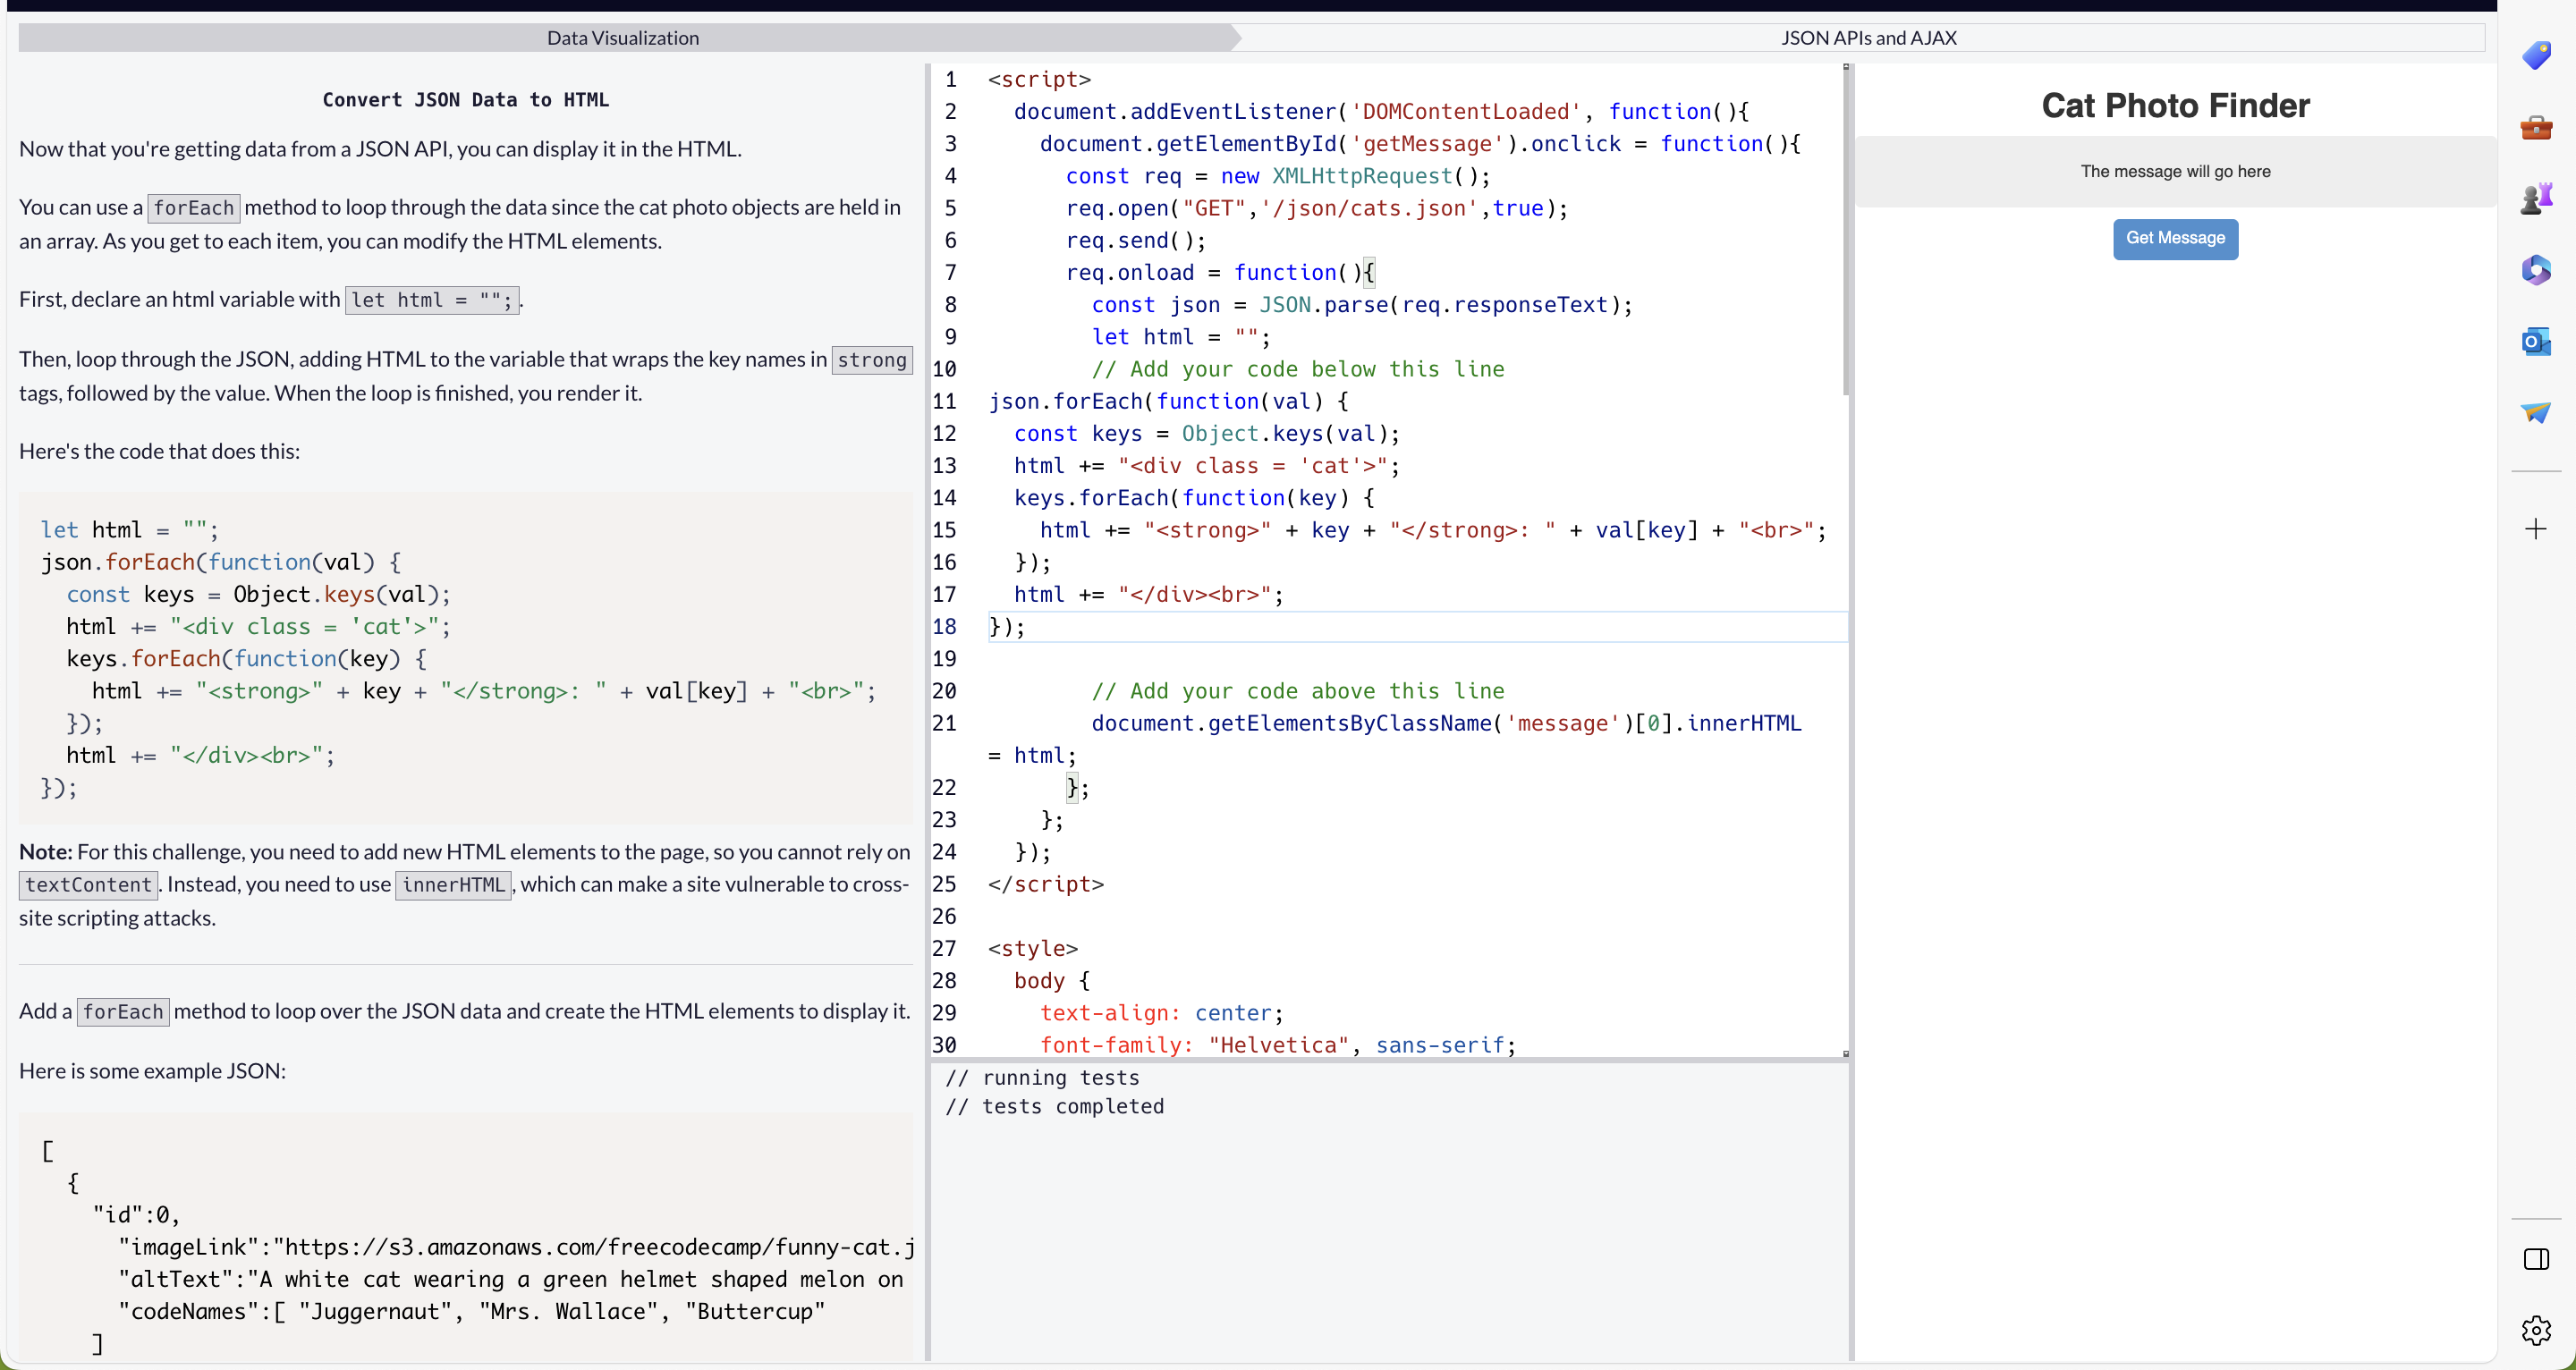 Data Visualization
JSON APIs and AJAX
Convert JSON Data to HTML
Now that you're getting data from a JSON API, you can display it in the HTML.
You can use a forEach method to loop through the data since the cat photo objects are held in
an array. As you get to each item, you can modify the HTML elements.
First, declare an html variable with let html = ""; .
Then, loop through the JSON, adding HTML to the variable that wraps the key names in strong
tags, followed by the value. When the loop is finished, you render it.
Here's the code that does this:
let html = "";
json.forEach(function(val) {
  const keys = Object.keys(val);
  html += "<div class = 'cat'>";
  keys.forEach(function(key) {
    html += "<strong>" + key + "</strong>: " + val[key] + "<br>";
  });
  html += "</div><br>";
});
Note: For this challenge, you need to add new HTML elements to the page, so you cannot rely on
textContent . Instead, you need to use innerHTML , which can make a site vulnerable to cross-
site scripting attacks.
Add a forEach method to loop over the JSON data and create the HTML elements to display it.
Here is some example JSON:
[
  {
    "id":0,
      "imageLink":"https://s3.amazonaws.com/freecodecamp/funny-cat.j
      "altText":"A white cat wearing a green helmet shaped melon on
      "codeNames":[ "Juggernaut", "Mrs. Wallace", "Buttercup"
    ]
1 <script>
2   document.addEventListener('DOMContentLoaded', function(){
3     document.getElementById('getMessage').onclick = function(){
4       const req = new XMLHttpRequest();
5       req.open("GET",'/json/cats.json',true);
6       req.send();
7       req.onload = function(){
8         const json = JSON.parse(req.responseText);
9         let html = "";
10         // Add your code below this line
11 json.forEach(function(val) {
12   const keys = Object.keys(val);
13   html += "<div class = 'cat'>";
14   keys.forEach(function(key) {
15     html += "<strong>" + key + "</strong>: " + val[key] + "<br>";
16   });
17   html += "</div><br>";
18 });
19
20         // Add your code above this line
21         document.getElementsByClassName('message')[0].innerHTML
= html;
22       };
23     };
24   });
25 </script>
26
27 <style>
28   body {
29     text-align: center;
30     font-family: "Helvetica", sans-serif;
// running tests
// tests completed
Cat Photo Finder
The message will go here
Get Message